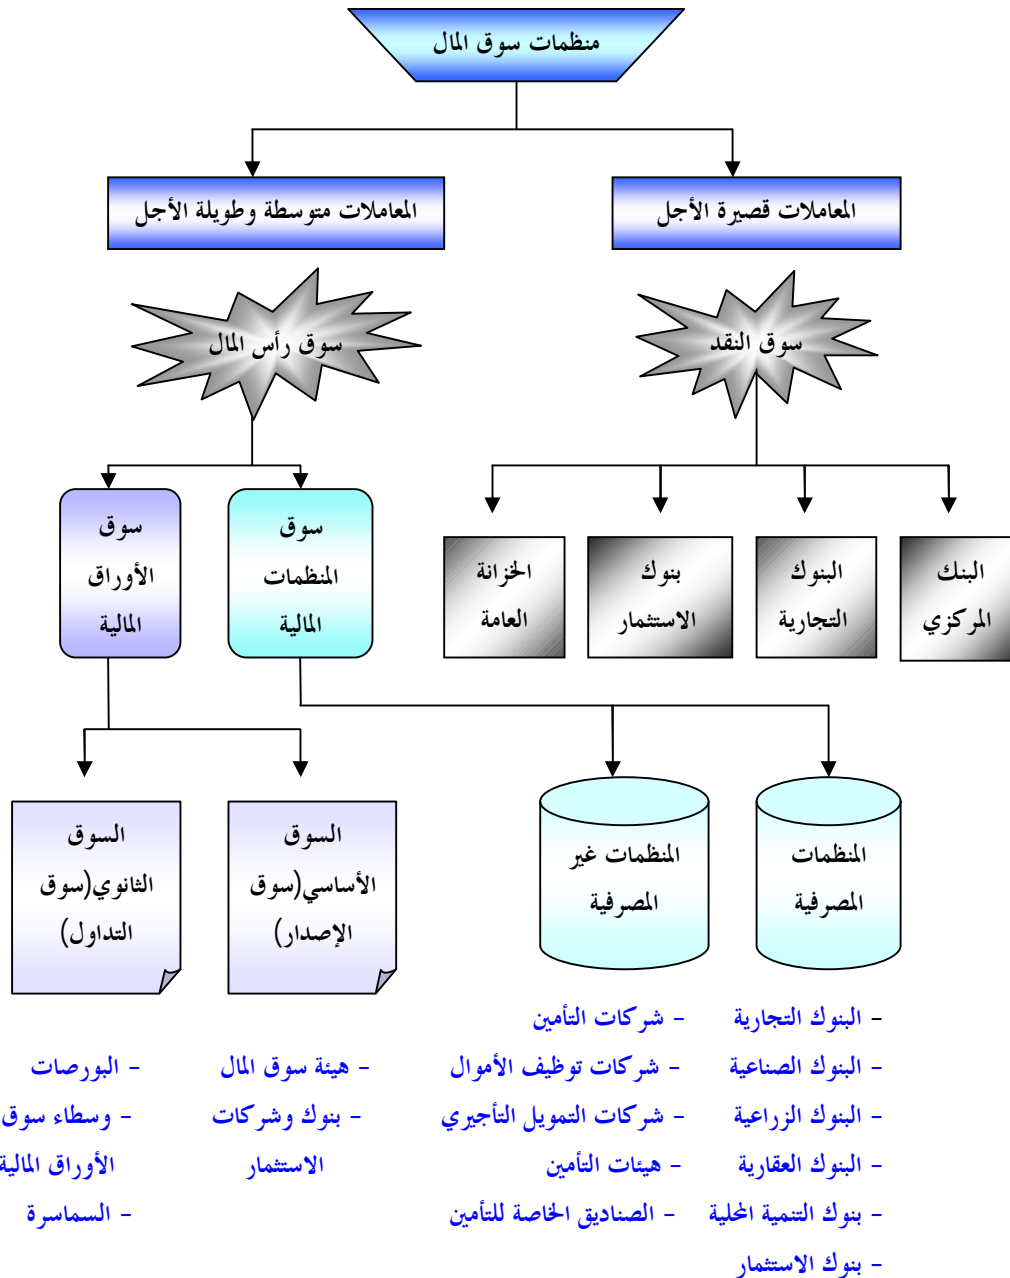 منظمات سوق المال
المعاملات قصيرة الأجل
المعاملات متوسطة وطويلة الأجل
سوق النقد
سوق رأس المال
البنك
المركزي
البنوك
التجارية
بنوك
الاستثمار
الخزانة
العامة
سوق
المنظمات
المالية
سوق
الأوراق
المالية
المنظمات
المصرفية
المنظمات غير
المصرفية
السوق
الأساسي(سوق
الإصدار)
السوق
الثانوي(سوق
التداول)
- البنوك التجارية
- البنوك الصناعية
- البنوك الزراعية
- البنوك العقارية
- بنوك التنمية المحلية
- بنوك الاستثمار
- شركات التأمين
- شركات توظيف الأموال
- شركات التمويل التأجيري
- هيئات التأمين
- الصناديق الخاصة للتأمين
- هيئة سوق المال
- بنوك وشركات
الاستثمار
- البورصات
- وسطاء سوق
الأوراق المالية
- السماسرة